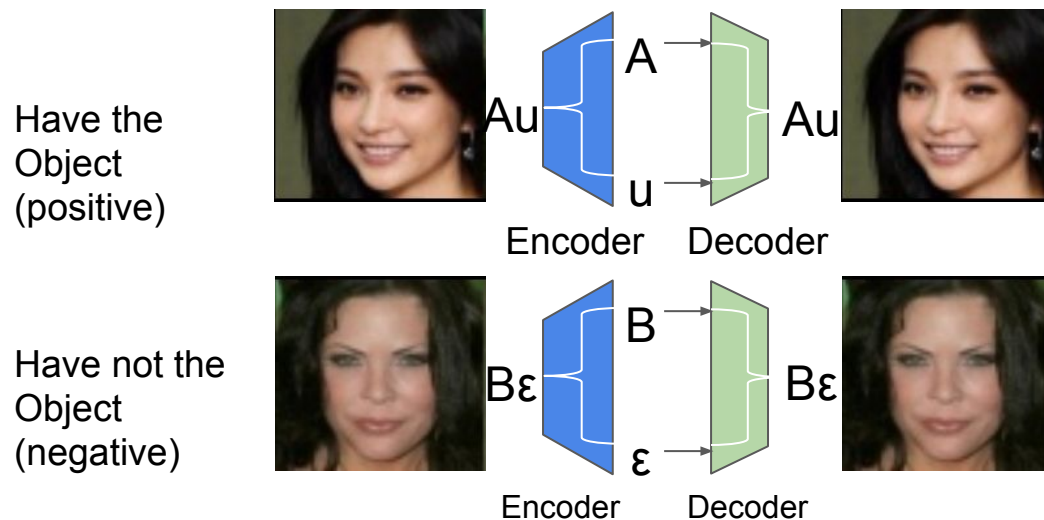 Have the
Object
(positive)
Au
A
u
Au
Encoder
Decoder
Have not the
Object
(negative)
Bε
B
ε
Bε
Encoder
Decoder